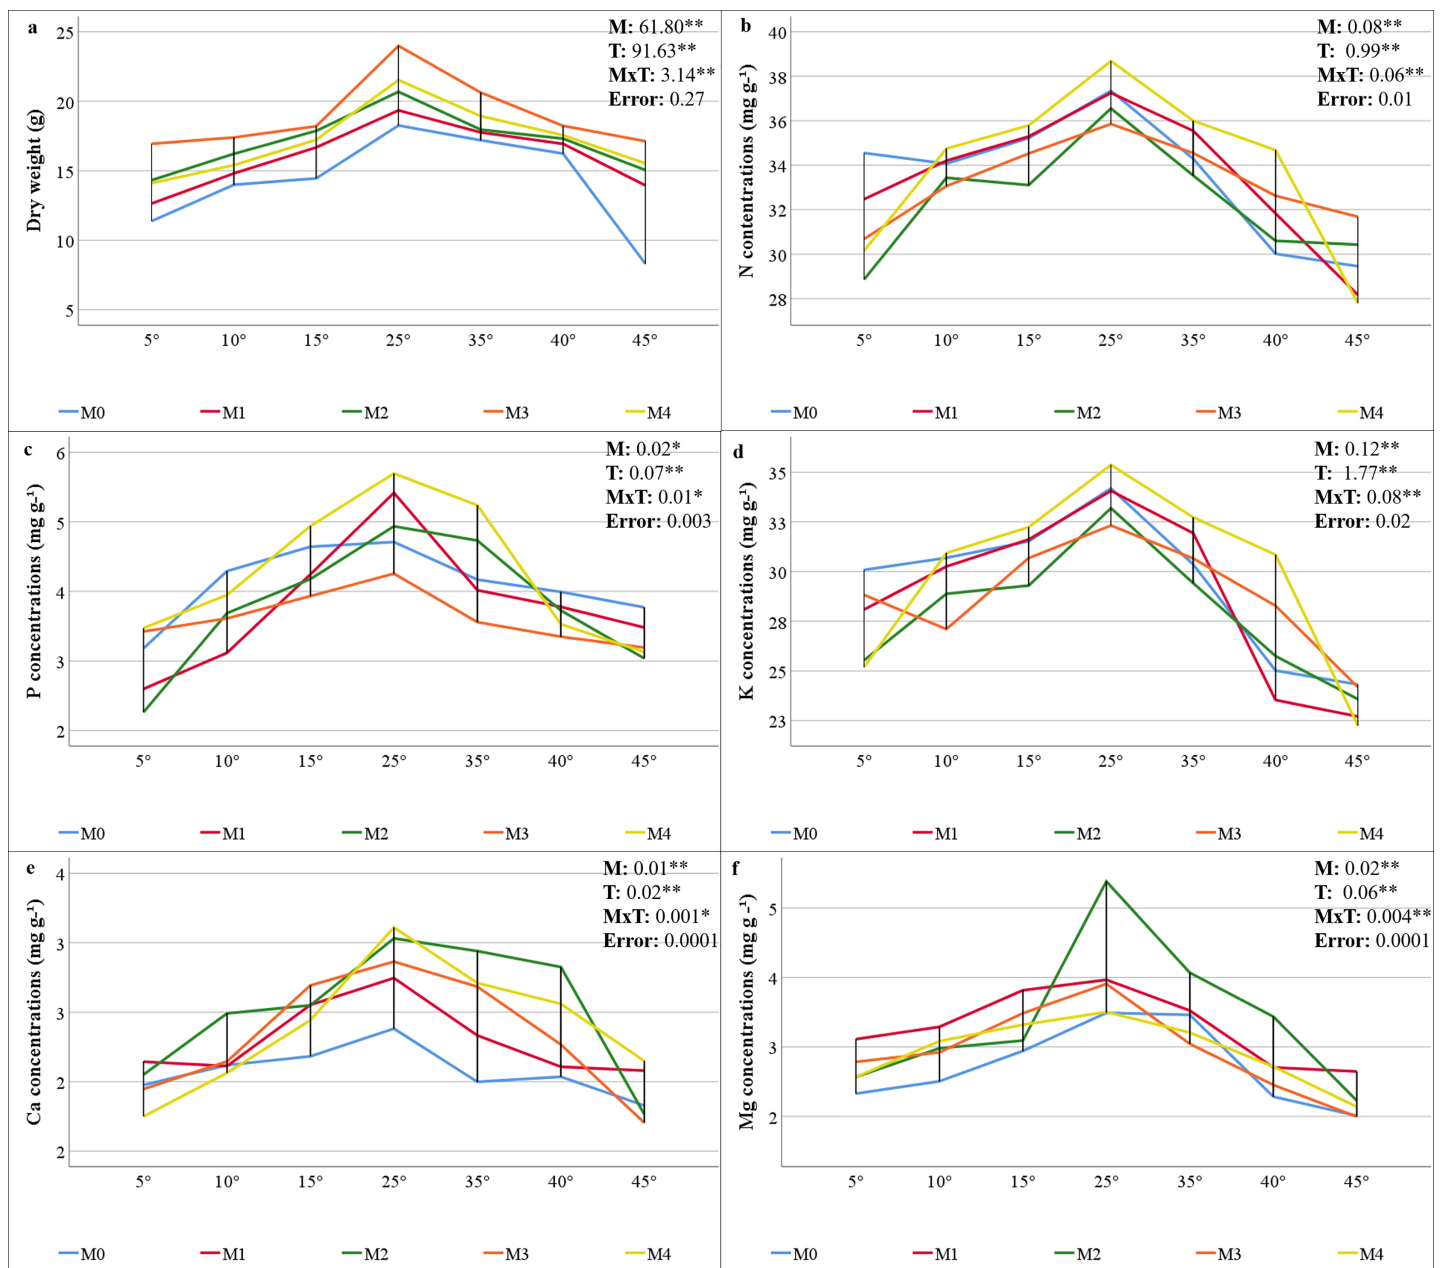 a
M: 61.80**
T: 91.63**
MxT: 3.14**
Error: 0.27
Dry weight (g)
25
20
15
10
5
5° 10° 15° 25° 35° 40° 45°
M0 M1 M2 M3 M4
b
M: 0.08**
T: 0.99**
MxT: 0.06**
Error: 0.01
N contentrations (mg g-¹)
40
38
36
34
32
30
28
5° 10° 15° 25° 35° 40° 45°
M0 M1 M2 M3 M4
c
M: 0.02*
T: 0.07**
MxT: 0.01*
Error: 0.003
P concentrations (mg g-¹)
6
5
4
3
2
5° 10° 15° 25° 35° 40° 45°
M0 M1 M2 M3 M4
d
M: 0.12**
T: 1.77**
MxT: 0.08**
Error: 0.02
K concentrations (mg g-¹)
35
33
30
28
25
23
5° 10° 15° 25° 35° 40° 45°
M0 M1 M2 M3 M4
e
M: 0.01**
T: 0.02**
MxT: 0.001*
Error: 0.0001
Ca concentrations (mg g-¹)
4
3
3
2
2
5° 10° 15° 25° 35° 40° 45°
M0 M1 M2 M3 M4
f
M: 0.02**
T: 0.06**
MxT: 0.004**
Error: 0.0001
Mg concentrations (mg g -¹)
5
4
3
2
5° 10° 15° 25° 35° 40° 45°
M0 M1 M2 M3 M4